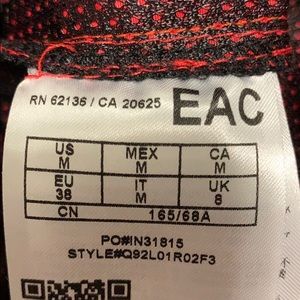 RN 62136 / CA 20625 EAC
US MEX CA
M M M
EU IT UK
38 M 8
CN 165/68A
PO#IN31815
STYLE#Q92L01R02F3